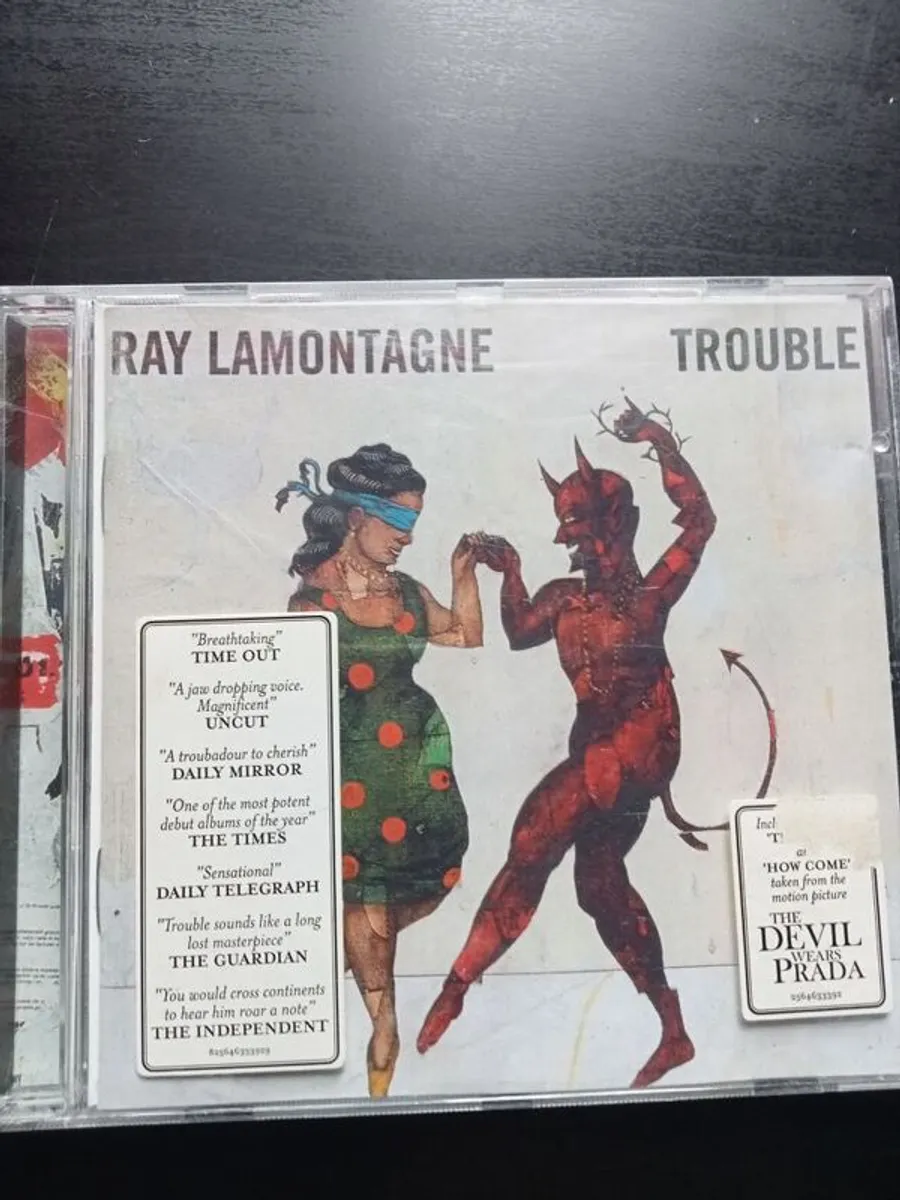 RAY LAMONTAGNE
TROUBLE
"Breathtaking"
TIME OUT
"A jaw dropping voice.
Magnificent"
UNCUT
"A troubadour to cherish"
DAILY MIRROR
"One of the most potent
debut albums of the year"
THE TIMES
"Sensational"
DAILY TELEGRAPH
"Trouble sounds like a long
lost masterpiece"
THE GUARDIAN
"You would cross continents
to hear him roar a note"
THE INDEPENDENT
825646333929
'HOW COME'
taken from the
motion picture
THE
DEVIL
WEARS
PRADA
2564633392